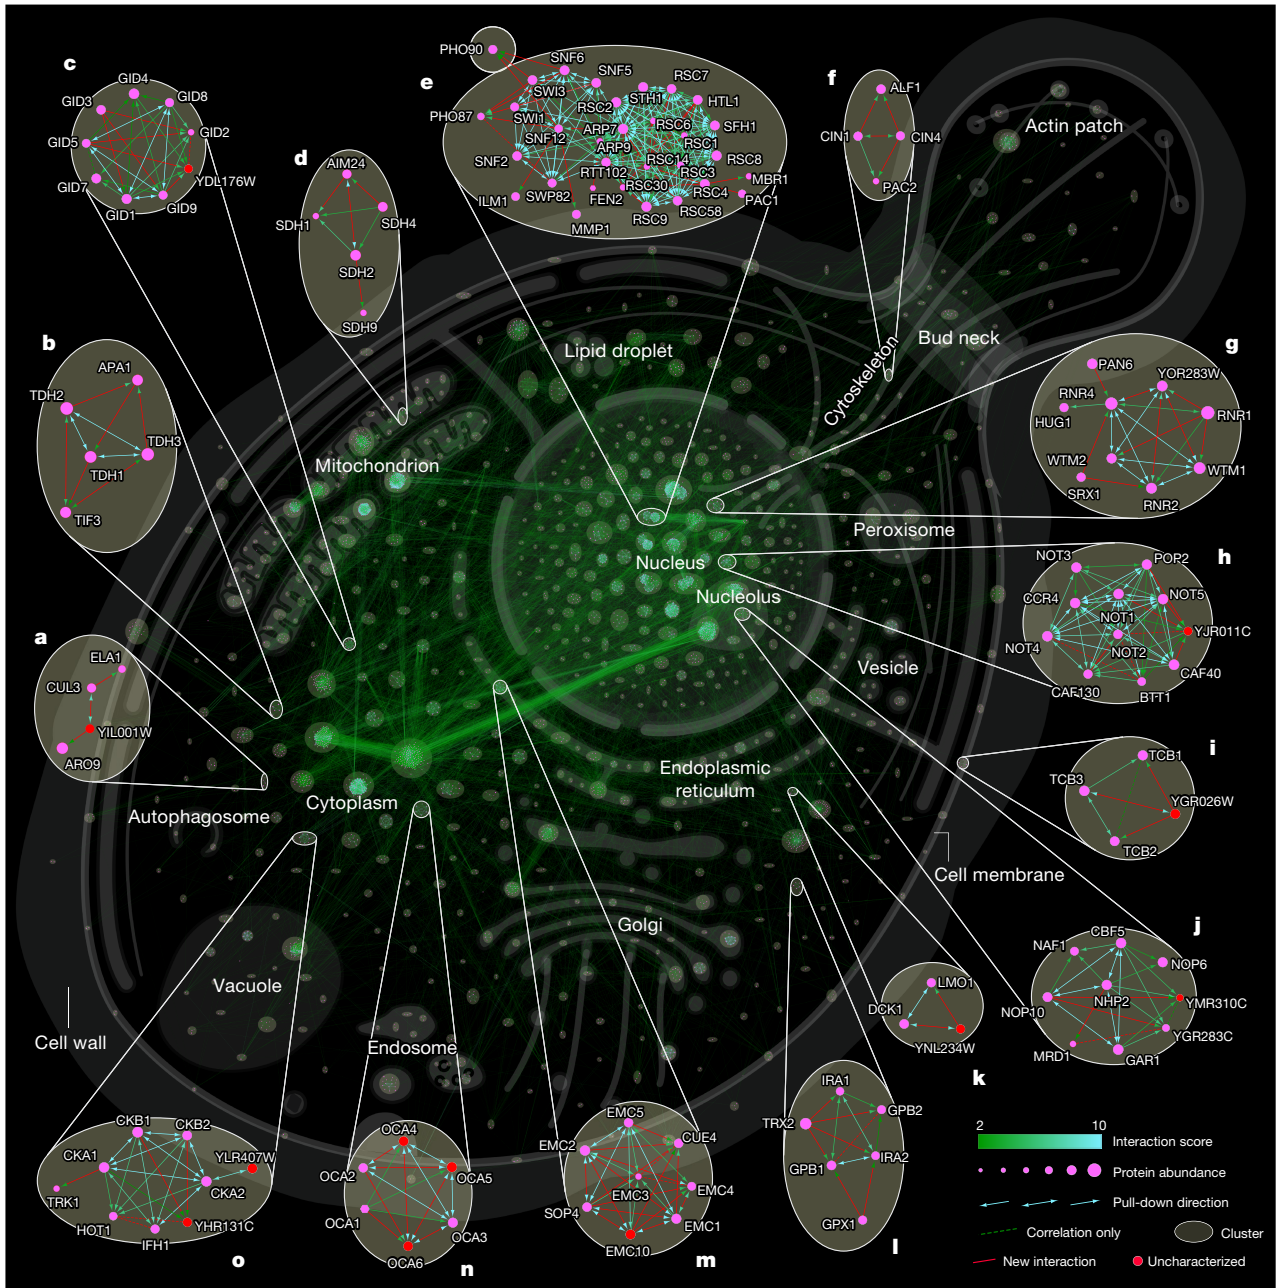 c
GID4
GID3
GID8
GID2
GID5
YDL176W
GID7
GID1
GID9
d
AIM24
SDH1
SDH4
SDH2
SDH9
e
PHO90
SNF6
SNF5
RSC7
SWI3
STH1
HTL1
RSC2
PHO87
SWI1
ARP7
RSC6
SFH1
SNF12
ARP9
RSC1
SNF2
RSC14
RSC8
RTT102
RSC3
MBR1
ILM1
SWP82
FEN2
RSC30
RSC4
PAC1
RSC9
RSC58
MMP1
f
ALF1
CIN1
CIN4
PAC2
Actin patch
Bud neck
Cytoskeleton
Lipid droplet
Mitochondrion
Peroxisome
Nucleus
Nucleolus
Vesicle
Endoplasmic
reticulum
Cytoplasm
Autophagosome
Golgi
Cell membrane
Vacuole
Endosome
Cell wall
b
APA1
TDH2
TDH3
TDH1
TIF3
a
ELA1
CUL3
YIL001W
ARO9
g
PAN6
YOR283W
RNR4
HUG1
RNR1
WTM2
WTM1
SRX1
RNR2
h
NOT3
POP2
CCR4
NOT5
NOT1
YJR011C
NOT4
NOT2
CAF40
CAF130
BTT1
i
TCB1
TCB3
YGR026W
TCB2
j
CBF5
NAF1
NOP6
NHP2
YMR310C
NOP10
YGR283C
MRD1
GAR1
LMO1
DCK1
YNL234W
k
IRA1
TRX2
GPB2
GPB1
IRA2
GPX1
l
EMC5
EMC2
CUE4
EMC3
EMC4
SOP4
EMC1
EMC10
m
OCA4
OCA2
OCA5
OCA1
OCA3
OCA6
n
CKB1
CKB2
CKA1
YLR407W
TRK1
CKA2
HOT1
YHR131C
IFH1
o
2 10
Interaction score
Protein abundance
Pull-down direction
Correlation only
Cluster
New interaction
Uncharacterized